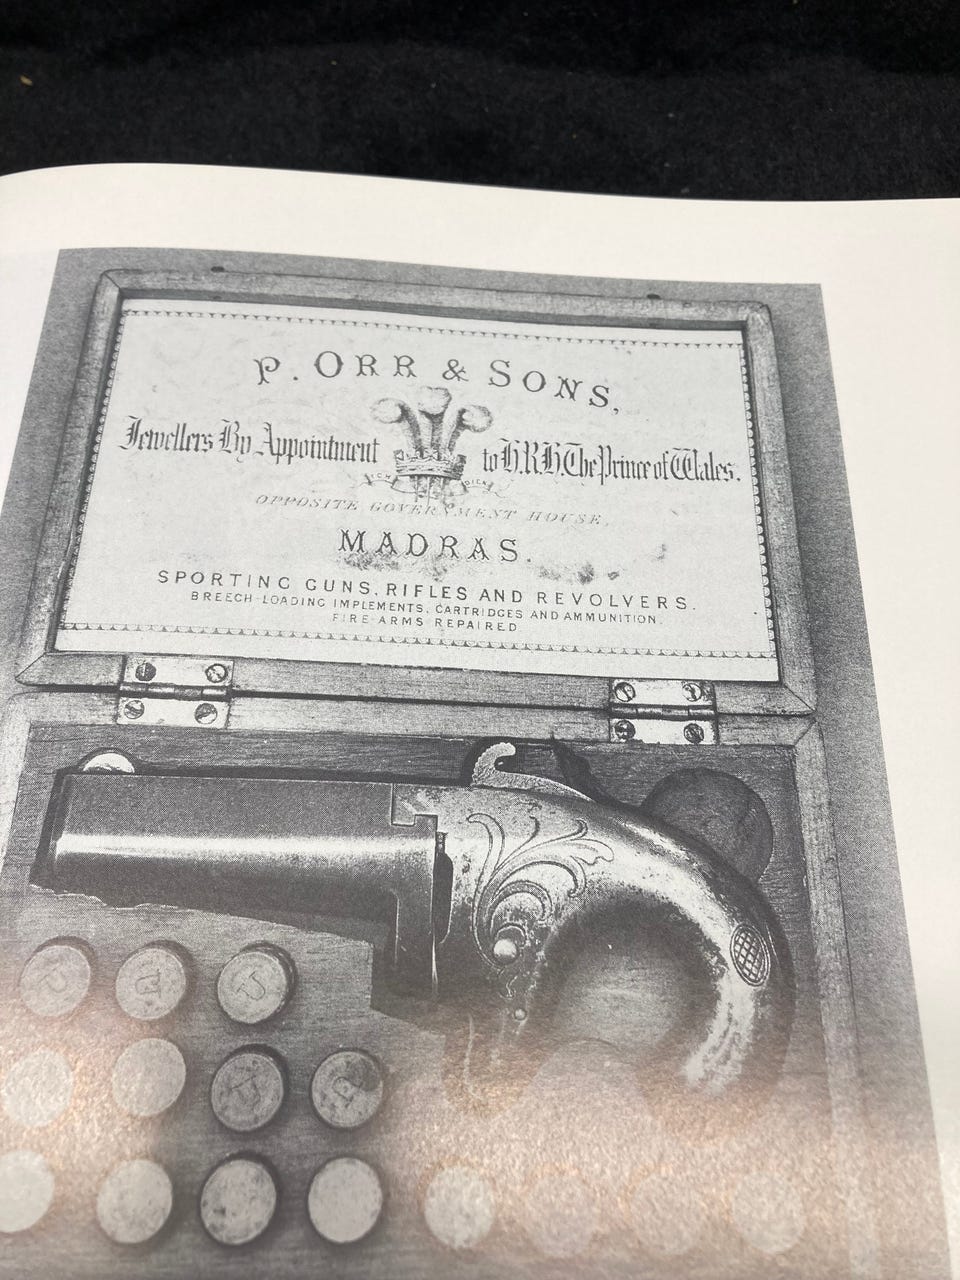 P. ORR & SONS,
Jewellers By Appointment to H.R.H. The Prince of Wales.
ICH DIEN
OPPOSITE GOVERNMENT HOUSE,
MADRAS.
SPORTING GUNS, RIFLES AND REVOLVERS.
BREECH-LOADING IMPLEMENTS, CARTRIDGES AND AMMUNITION.
FIRE ARMS REPAIRED
U
U
U